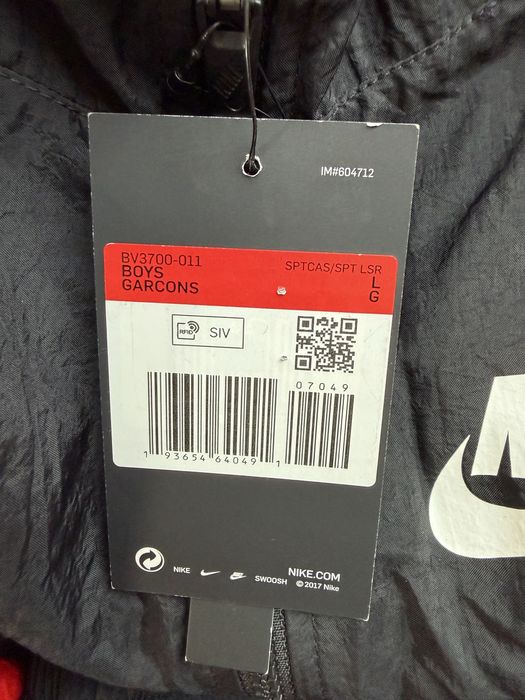 IM#604712
BV3700-011
BOYS
GARCONS
SPTCAS/SPT LSR
L
G
RFID
SIV
07049
1 93654 64049 1
NIKE
SWOOSH
NIKE.COM
© 2017 Nike